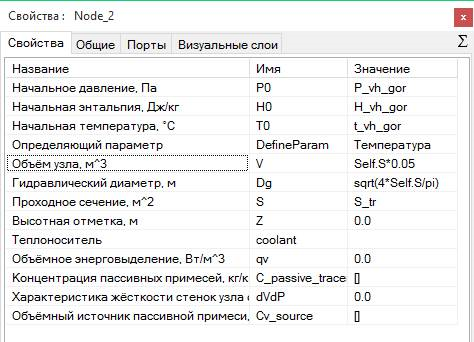 Свойства : Node_2
x
Свойства Общие Порты Визуальные слои Σ
Название Имя Значение
Начальное давление, Па P0 P_vh_gor
Начальная энтальпия, Дж/кг H0 H_vh_gor
Начальная температура, °C T0 t_vh_gor
Определяющий параметр DefineParam Температура
Объём узла, м^3 V Self.S*0.05
Гидравлический диаметр, м Dg sqrt(4*Self.S/pi)
Проходное сечение, м^2 S S_tr
Высотная отметка, м Z 0.0
Теплоноситель coolant
Объёмное энерговыделение, Вт/м^3 qv 0.0
Концентрация пассивных примесей, кг/к C_passive_trace []
Характеристика жёсткости стенок узла dVdP 0.0
Объёмный источник пассивной примеси, Cv_source []